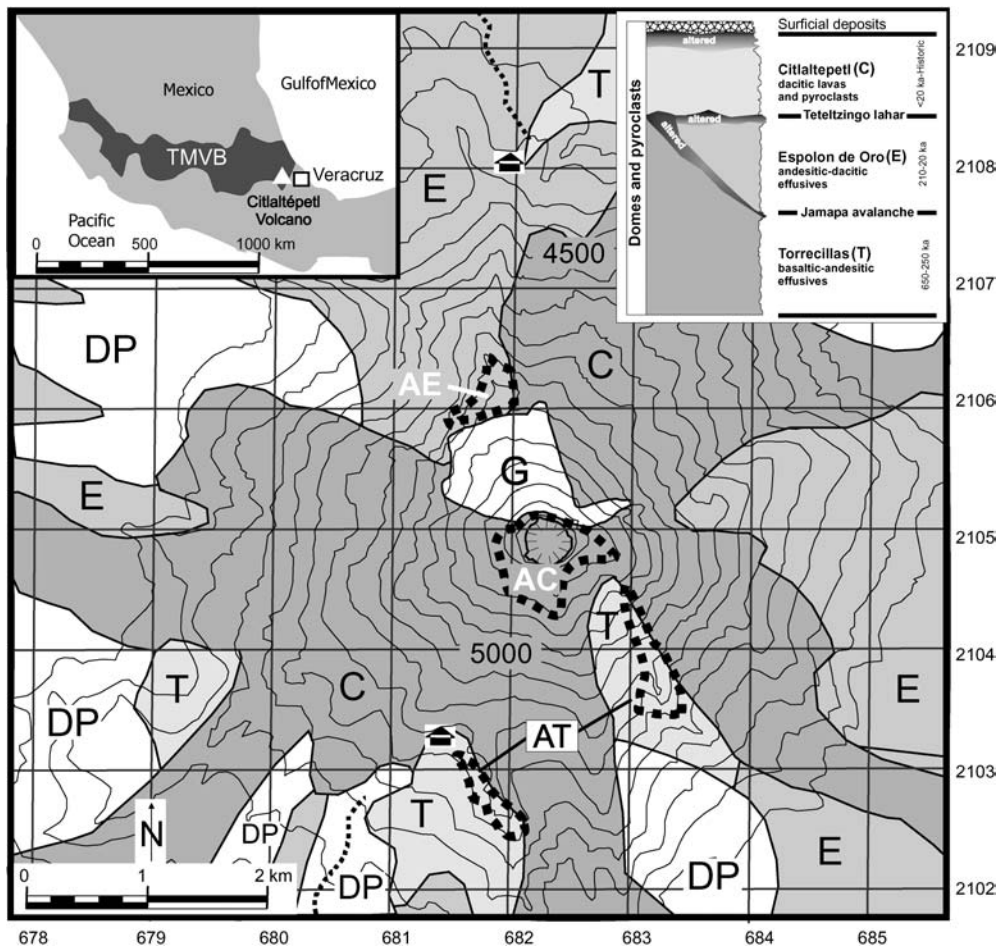 Mexico
GulfofMexico
TMVB
Veracruz
Citlaltépetl
Volcano
Pacific
Ocean
0 500 1000 km
Domes and pyroclasts
altered
altered
altered
Surficial deposits
Citlaltepetl (C)
dacitic lavas
and pyroclasts
<20 ka-Historic
Teteltzingo lahar
Espolon de Oro (E)
andesitic-dacitic
effusives
210-20 ka
Jamapa avalanche
Torrecillas (T)
basaltic-andesitic
effusives
650-250 ka
T
E
4500
DP
C
AE
G
E
AC
T
5000
T
C
E
DP
AT
T
E
DP
DP
DP
N
0 1 2 km
2109
2108
2107
2106
2105
2104
2103
2102
678 679 680 681 682 683 684 685